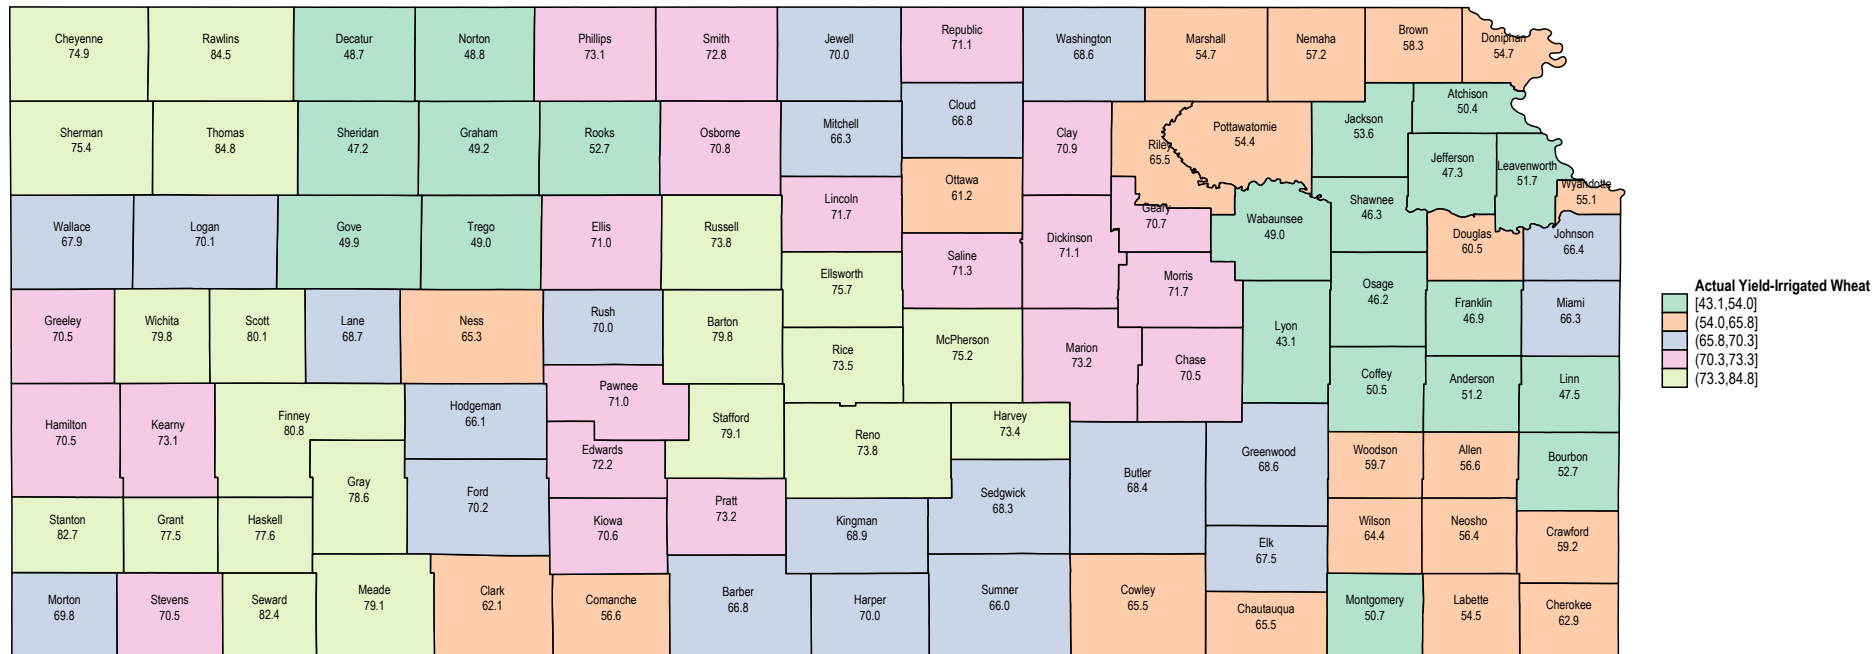 Cheyenne
74.9
Rawlins
84.5
Decatur
48.7
Norton
48.8
Phillips
73.1
Smith
72.8
Jewell
70.0
Republic
71.1
Washington
68.6
Marshall
54.7
Nemaha
57.2
Brown
58.3
Doniphan
54.7
Sherman
75.4
Thomas
84.8
Sheridan
47.2
Graham
49.2
Rooks
52.7
Osborne
70.8
Mitchell
66.3
Cloud
66.8
Clay
70.9
Riley
65.5
Pottawatomie
54.4
Jackson
53.6
Atchison
50.4
Jefferson
47.3
Leavenworth
51.7
Wyandotte
55.1
Wallace
67.9
Logan
70.1
Gove
49.9
Trego
49.0
Ellis
71.0
Russell
73.8
Lincoln
71.7
Ottawa
61.2
Saline
71.3
Dickinson
71.1
Geary
70.7
Wabaunsee
49.0
Shawnee
46.3
Douglas
60.5
Johnson
66.4
Ellsworth
75.7
Morris
71.7
Osage
46.2
Franklin
46.9
Miami
66.3
Greeley
70.5
Wichita
79.8
Scott
80.1
Lane
68.7
Ness
65.3
Rush
70.0
Barton
79.8
Rice
73.5
McPherson
75.2
Marion
73.2
Chase
70.5
Lyon
43.1
Coffey
50.5
Anderson
51.2
Linn
47.5
Hamilton
70.5
Kearny
73.1
Finney
80.8
Hodgeman
66.1
Pawnee
71.0
Stafford
79.1
Reno
73.8
Harvey
73.4
Gray
78.6
Ford
70.2
Edwards
72.2
Butler
68.4
Greenwood
68.6
Woodson
59.7
Allen
56.6
Bourbon
52.7
Stanton
82.7
Grant
77.5
Haskell
77.6
Kiowa
70.6
Pratt
73.2
Kingman
68.9
Sedgwick
68.3
Elk
67.5
Wilson
64.4
Neosho
56.4
Crawford
59.2
Morton
69.8
Stevens
70.5
Seward
82.4
Meade
79.1
Clark
62.1
Comanche
56.6
Barber
66.8
Harper
70.0
Sumner
66.0
Cowley
65.5
Chautauqua
65.5
Montgomery
50.7
Labette
54.5
Cherokee
62.9
Actual Yield-Irrigated Wheat
[43.1,54.0]
(54.0,65.8]
(65.8,70.3]
(70.3,73.3]
(73.3,84.8]